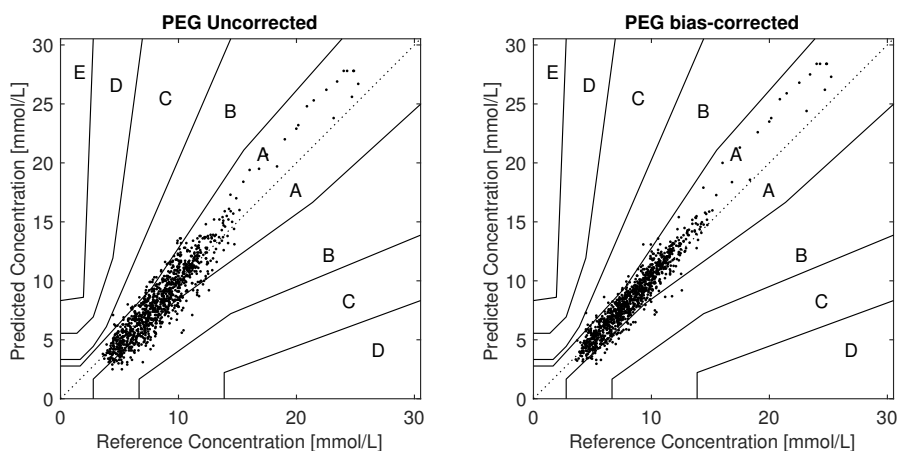 PEG Uncorrected
PEG bias-corrected
Predicted Concentration [mmol/L]
30
25
20
15
10
5
0
E
D
C
B
A
A
B
C
D
0
10
20
30
Reference Concentration [mmol/L]
Predicted Concentration [mmol/L]
30
25
20
15
10
5
0
E
D
C
B
A
A
B
C
D
0
10
20
30
Reference Concentration [mmol/L]